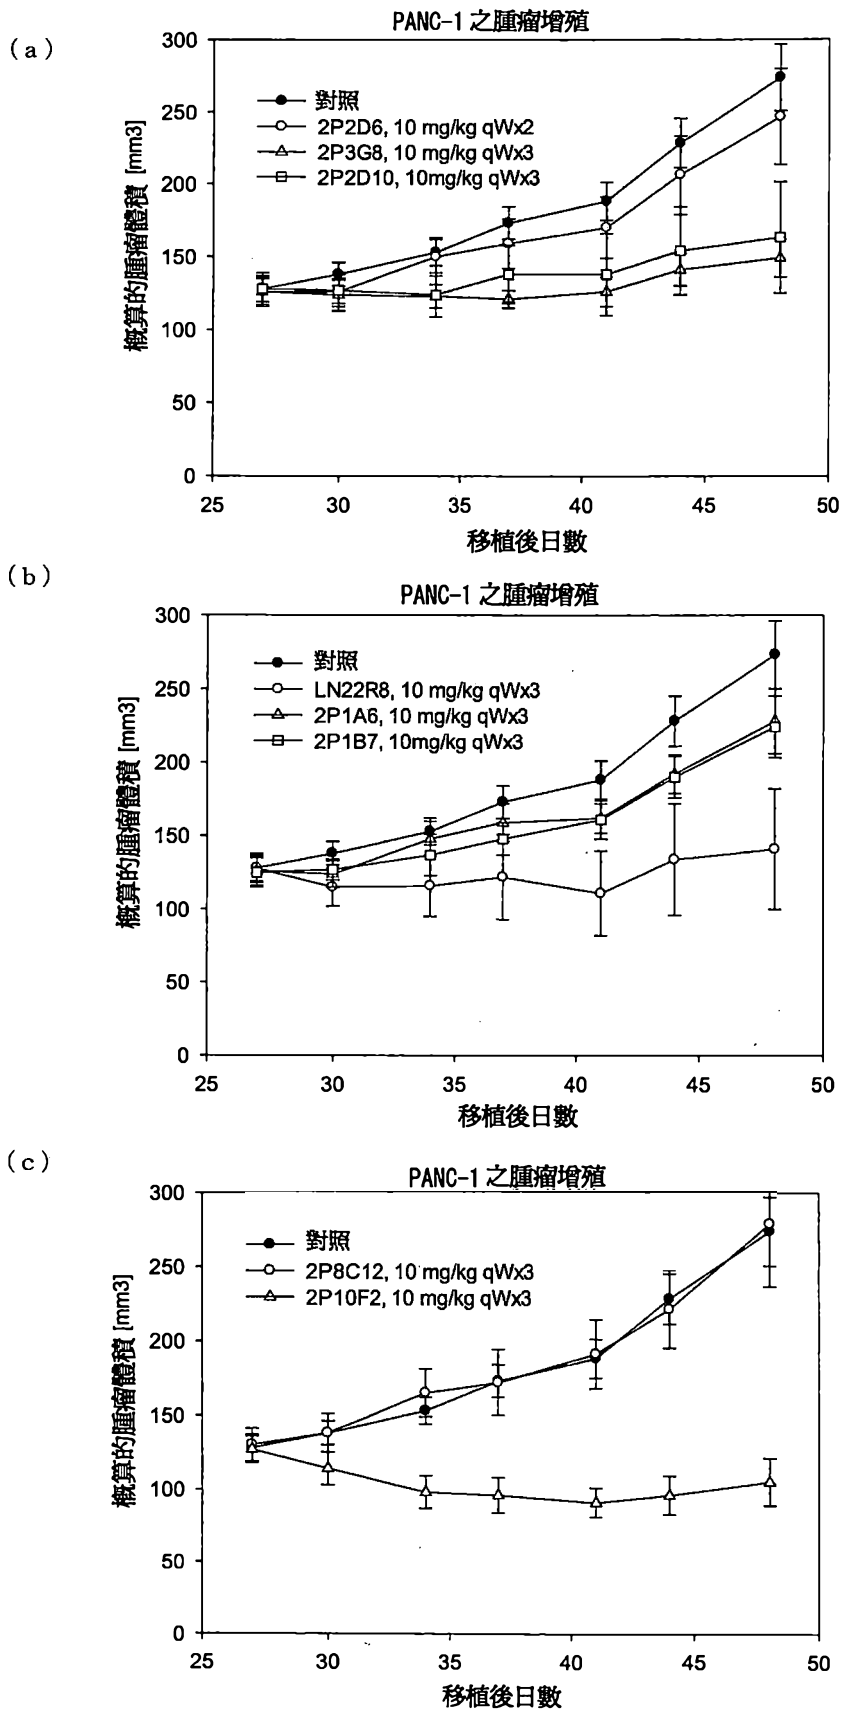 (a)
PANC-1 之腫瘤增殖
300
250
200
150
100
50
0
概算的腫瘤體積 [mm3]
對照
2P2D6, 10 mg/kg qWx2
2P3G8, 10 mg/kg qWx3
2P2D10, 10mg/kg qWx3
25 30 35 40 45 50
移植後日數
(b)
PANC-1 之腫瘤增殖
300
250
200
150
100
50
0
概算的腫瘤體積 [mm3]
對照
LN22R8, 10 mg/kg qWx3
2P1A6, 10 mg/kg qWx3
2P1B7, 10mg/kg qWx3
25 30 35 40 45 50
移植後日數
(c)
PANC-1 之腫瘤增殖
300
250
200
150
100
50
0
概算的腫瘤體積 [mm3]
對照
2P8C12, 10 mg/kg qWx3
2P10F2, 10 mg/kg qWx3
25 30 35 40 45 50
移植後日數